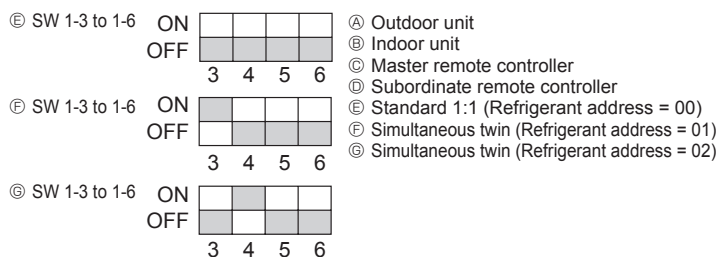 Ⓔ SW 1-3 to 1-6 ON
OFF
3 4 5 6
Ⓕ SW 1-3 to 1-6 ON
OFF
3 4 5 6
Ⓖ SW 1-3 to 1-6 ON
OFF
3 4 5 6
Ⓐ Outdoor unit
Ⓑ Indoor unit
Ⓒ Master remote controller
Ⓓ Subordinate remote controller
Ⓔ Standard 1:1 (Refrigerant address = 00)
Ⓕ Simultaneous twin (Refrigerant address = 01)
Ⓖ Simultaneous twin (Refrigerant address = 02)